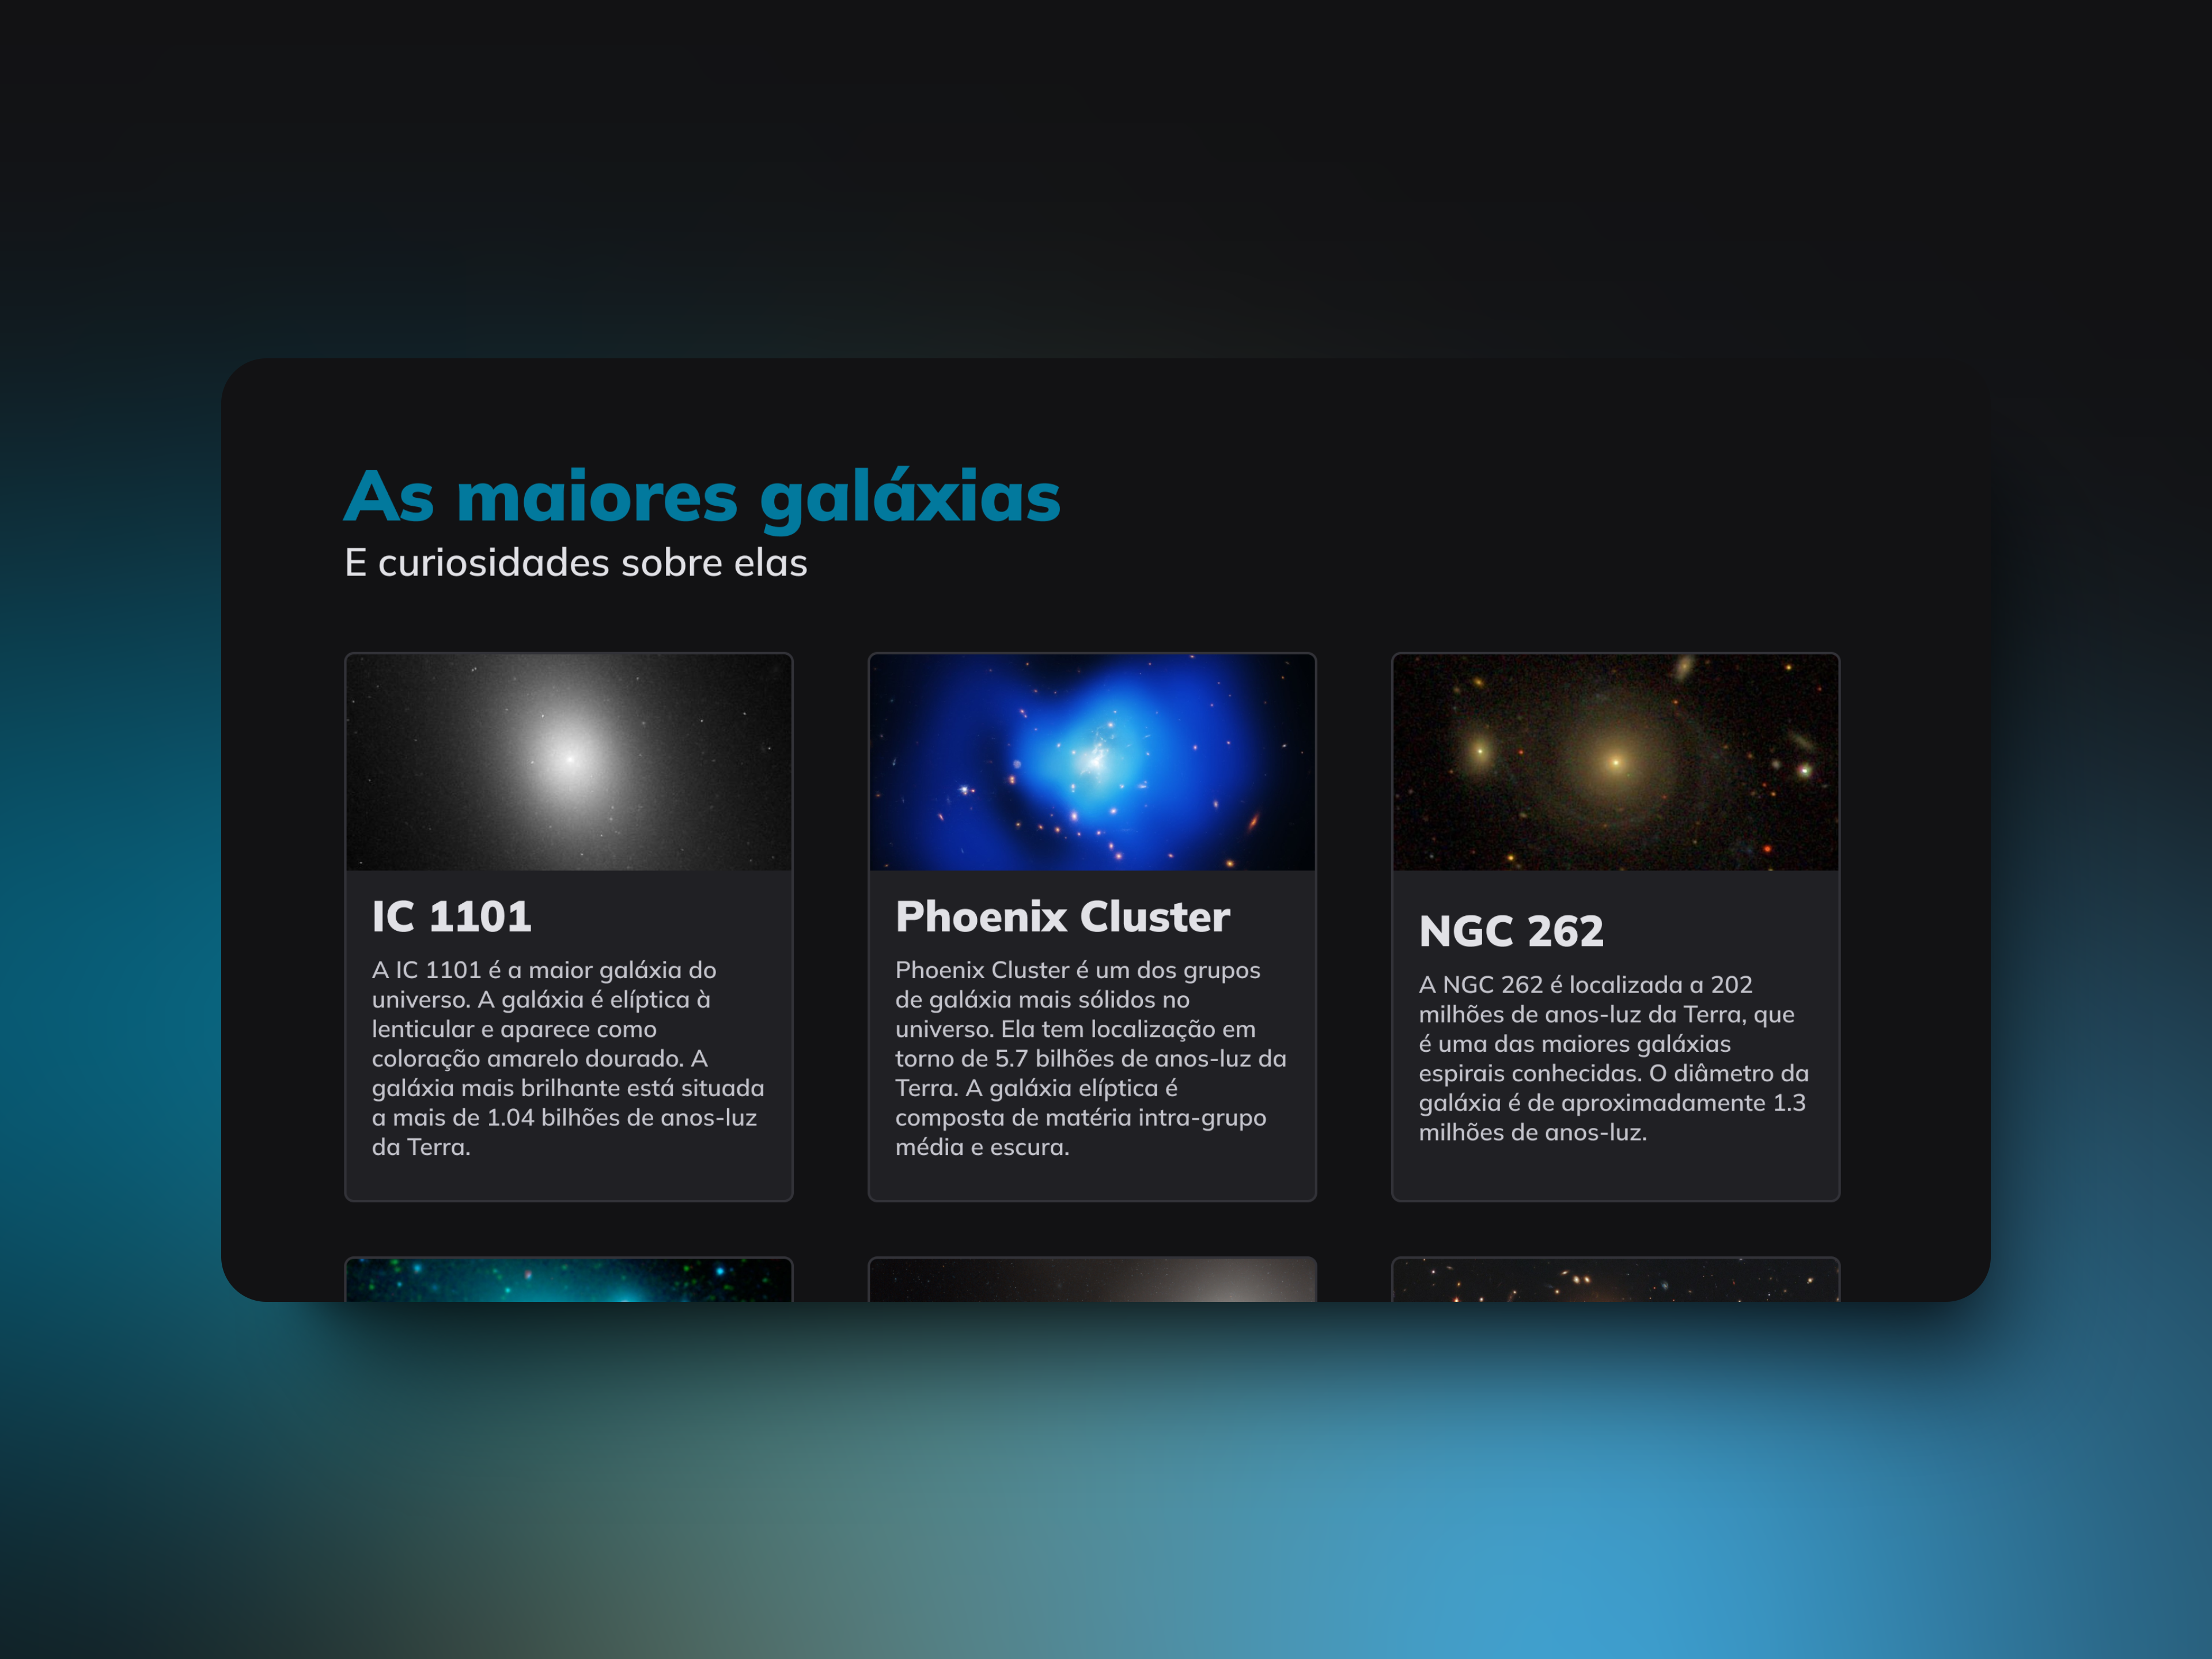 As maiores galáxias
E curiosidades sobre elas
IC 1101
A IC 1101 é a maior galáxia do
universo. A galáxia é elíptica à
lenticular e aparece como
coloração amarelo dourado. A
galáxia mais brilhante está situada
a mais de 1.04 bilhões de anos-luz
da Terra.
Phoenix Cluster
Phoenix Cluster é um dos grupos
de galáxia mais sólidos no
universo. Ela tem localização em
torno de 5.7 bilhões de anos-luz da
Terra. A galáxia elíptica é
composta de matéria intra-grupo
média e escura.
NGC 262
A NGC 262 é localizada a 202
milhões de anos-luz da Terra, que
é uma das maiores galáxias
espirais conhecidas. O diâmetro da
galáxia é de aproximadamente 1.3
milhões de anos-luz.